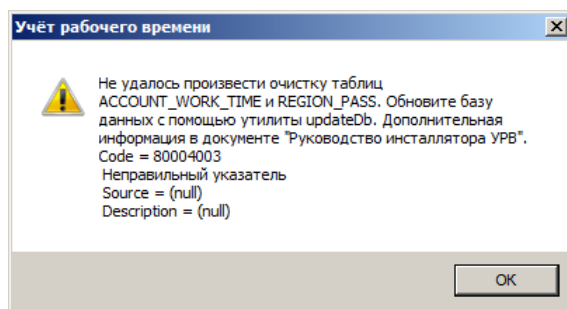 Учёт рабочего времени
Не удалось произвести очистку таблиц
ACCOUNT_WORK_TIME и REGION_PASS. Обновите базу
данных с помощью утилиты updateDb. Дополнительная
информация в документе "Руководство инсталлятора УРВ".
Code = 80004003
Неправильный указатель
Source = (null)
Description = (null)
OK